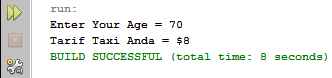 run:
Enter Your Age = 70
Tarif Taxi Anda = $8
BUILD SUCCESSFUL (total time: 8 seconds)